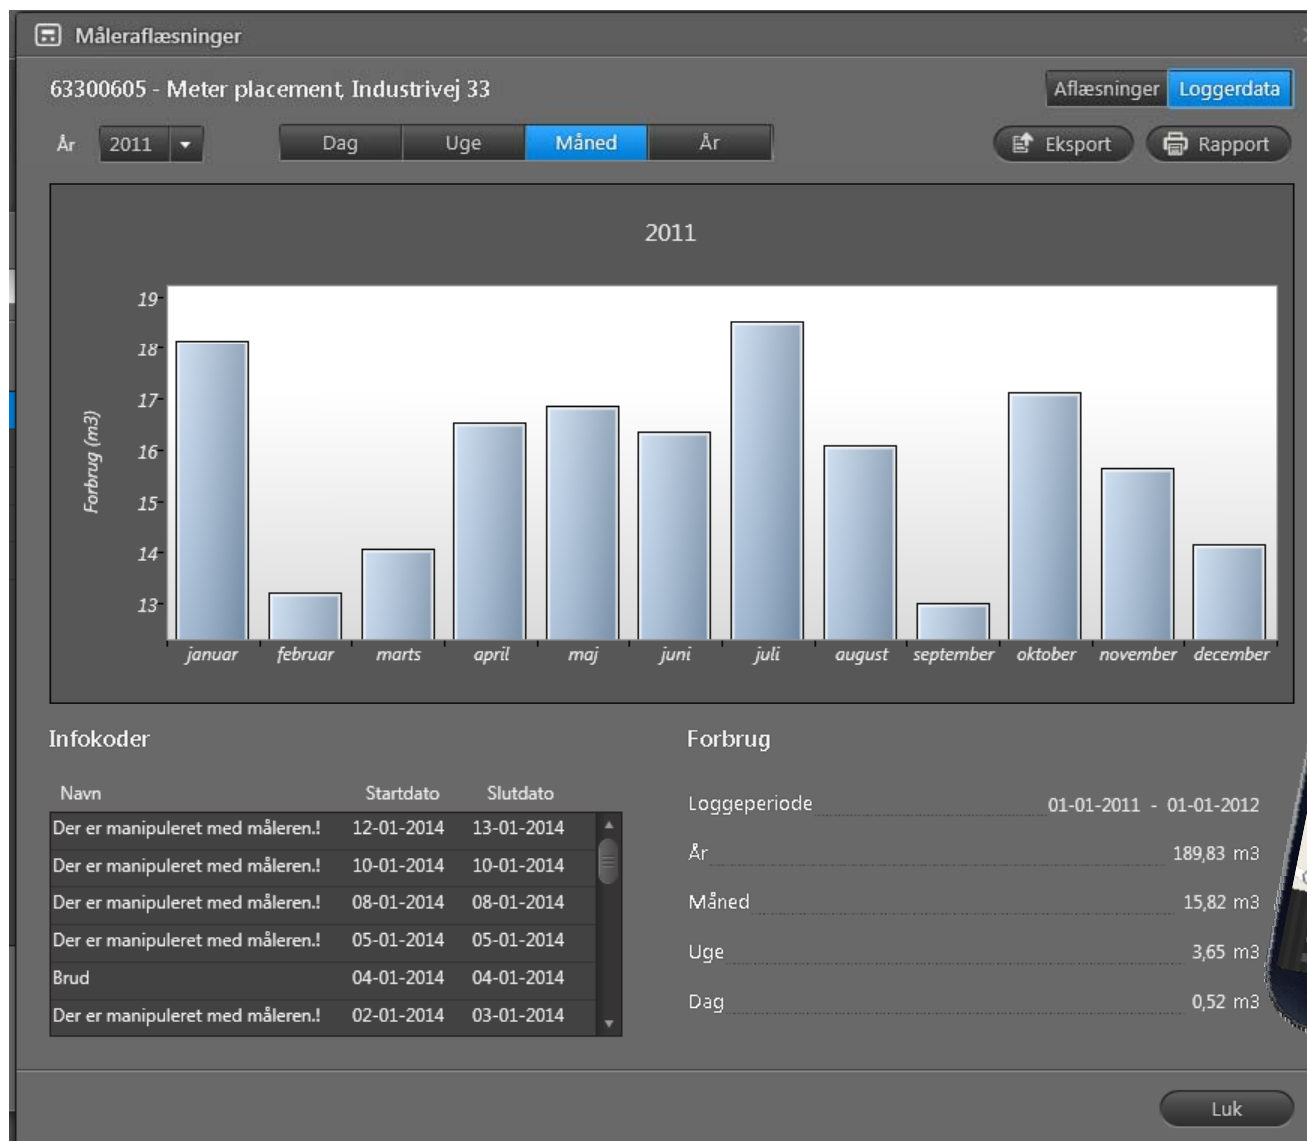 Måleraflæsninger
63300605 - Meter placement, Industrivej 33
Aflæsninger Loggerdata
År 2011 Dag Uge Måned År Eksport Rapport
2011
19
18
17
16
15
14
13
Forbrug (m3)
januar februar marts april maj juni juli august september oktober november december
Infokoder
Navn Startdato Slutdato
Der er manipuleret med måleren.! 12-01-2014 13-01-2014
Der er manipuleret med måleren.! 10-01-2014 10-01-2014
Der er manipuleret med måleren.! 08-01-2014 08-01-2014
Der er manipuleret med måleren.! 05-01-2014 05-01-2014
Brud 04-01-2014 04-01-2014
Der er manipuleret med måleren.! 02-01-2014 03-01-2014
Forbrug
Loggeperiode 01-01-2011 - 01-01-2012
År 189,83 m3
Måned 15,82 m3
Uge 3,65 m3
Dag 0,52 m3
Luk